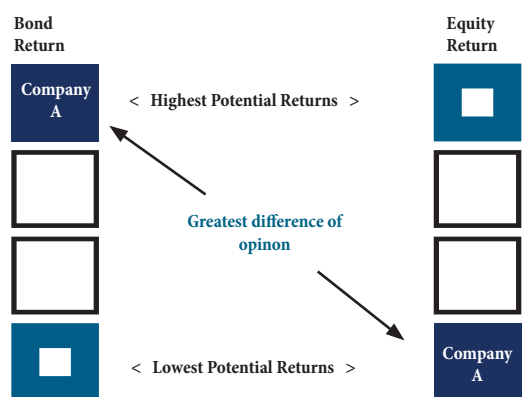 Bond
Return
Equity
Return
Company
A
< Highest Potential Returns >
Greatest difference of
opinon
< Lowest Potential Returns >
Company
A